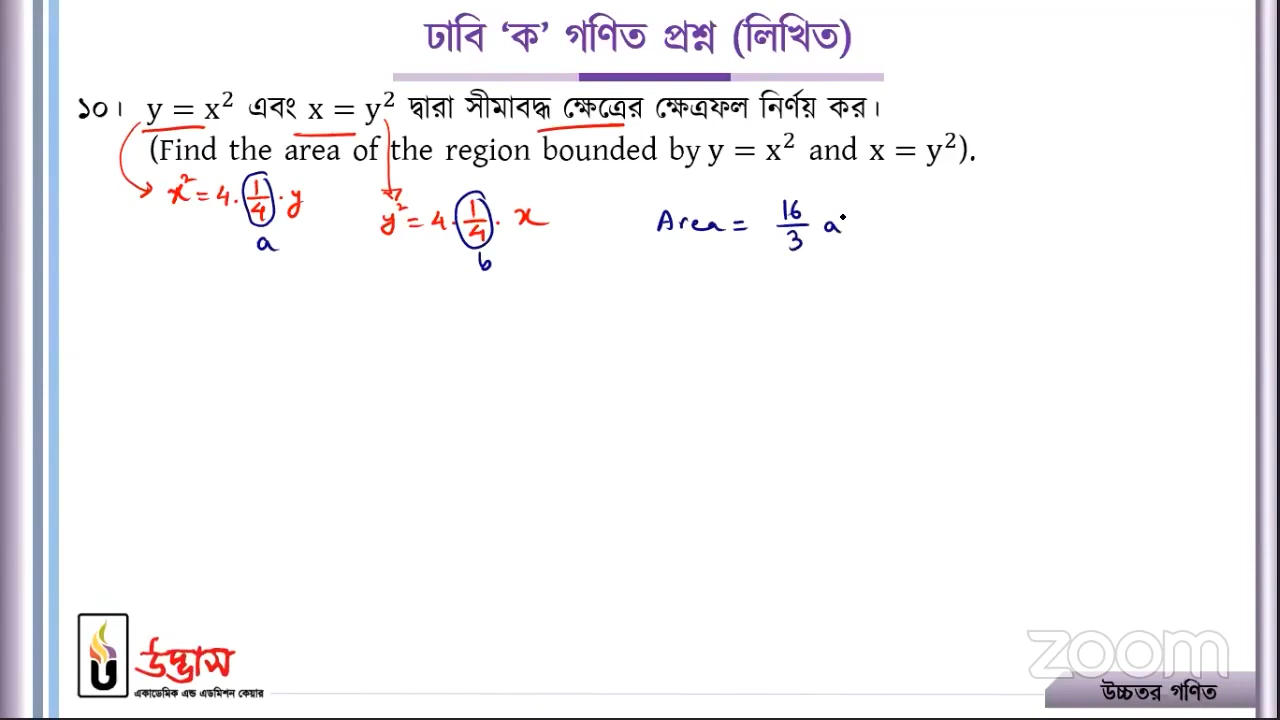 ঢাবি ‘ক’ গণিত প্রশ্ন (লিখিত)
১০। y = x² এবং x = y² দ্বারা সীমাবদ্ধ ক্ষেত্রের ক্ষেত্রফল নির্ণয় কর।
(Find the area of the region bounded by y = x² and x = y²).
x² = 4 · 1/4 · y
a
y² = 4 · 1/4 · x
b
Area = 16/3 a
উদ্ভাস
একাডেমিক এন্ড এডমিশন কেয়ার
zoom
উচ্চতর গণিত